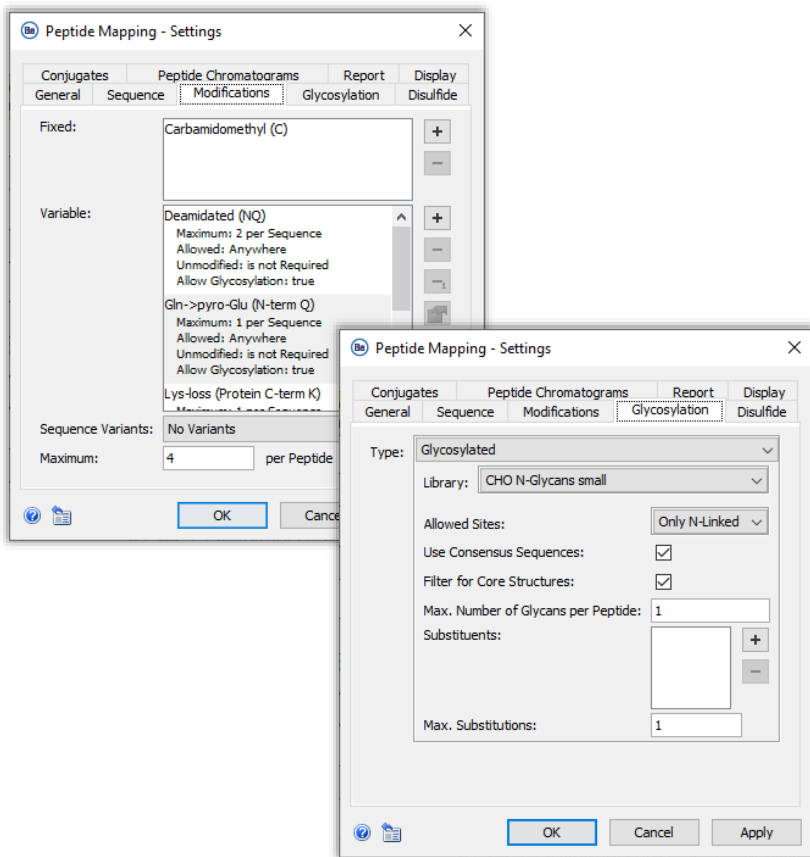 Be Peptide Mapping - Settings
Conjugates Peptide Chromatograms Report Display
General Sequence Modifications Glycosylation Disulfide
Fixed:
Carbamidomethyl (C)
+
−
Variable:
Deamidated (NQ)
Maximum: 2 per Sequence
Allowed: Anywhere
Unmodified: is not Required
Allow Glycosylation: true
Gln->pyro-Glu (N-term Q)
Maximum: 1 per Sequence
Allowed: Anywhere
Unmodified: is not Required
Allow Glycosylation: true
Lys-loss (Protein C-term K)
+
−
Sequence Variants: No Variants
Maximum: 4 per Peptide
OK
Be Peptide Mapping - Settings
Conjugates Peptide Chromatograms Report Display
General Sequence Modifications Glycosylation Disulfide
Type: Glycosylated
Library: CHO N-Glycans small
Allowed Sites: Only N-Linked
Use Consensus Sequences:
Filter for Core Structures:
Max. Number of Glycans per Peptide: 1
Substituents:
+
−
Max. Substitutions: 1
OK Cancel Apply